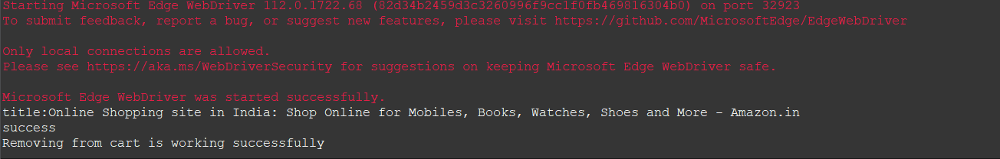 Starting Microsoft Edge WebDriver 112.0.1722.68 (82d34b2459d3c3260996f9cc1f0fb469816304b0) on port 32923
To submit feedback, report a bug, or suggest new features, please visit https://github.com/MicrosoftEdge/EdgeWebDriver
Only local connections are allowed.
Please see https://aka.ms/WebDriverSecurity for suggestions on keeping Microsoft Edge WebDriver safe.
Microsoft Edge WebDriver was started successfully.
title:Online Shopping site in India: Shop Online for Mobiles, Books, Watches, Shoes and More - Amazon.in
success
Removing from cart is working successfully